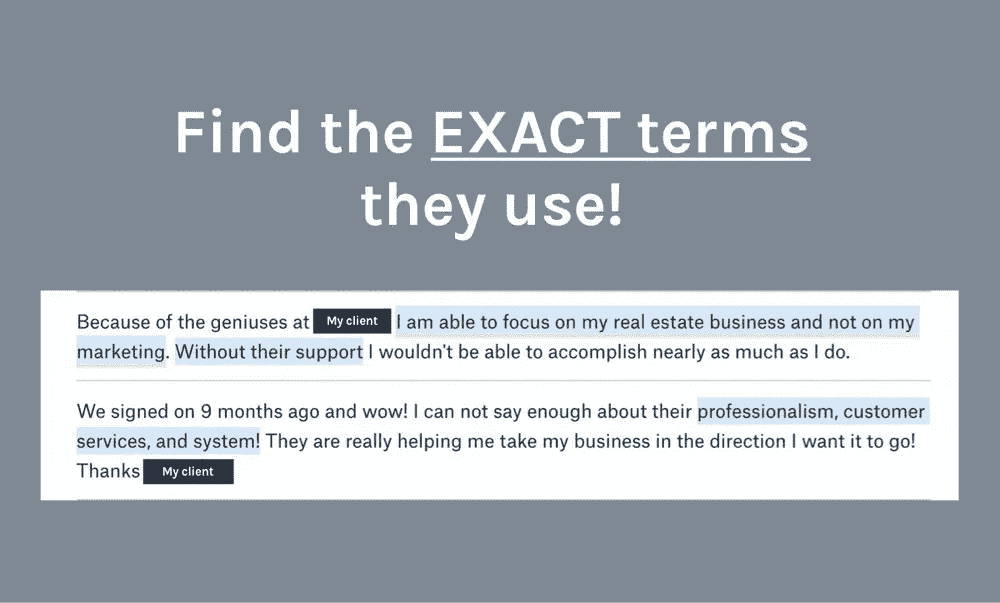 Find the EXACT terms
they use!
Because of the geniuses at My client I am able to focus on my real estate business and not on my
marketing. Without their support I wouldn't be able to accomplish nearly as much as I do.
We signed on 9 months ago and wow! I can not say enough about their professionalism, customer
services, and system! They are really helping me take my business in the direction I want it to go!
Thanks My client